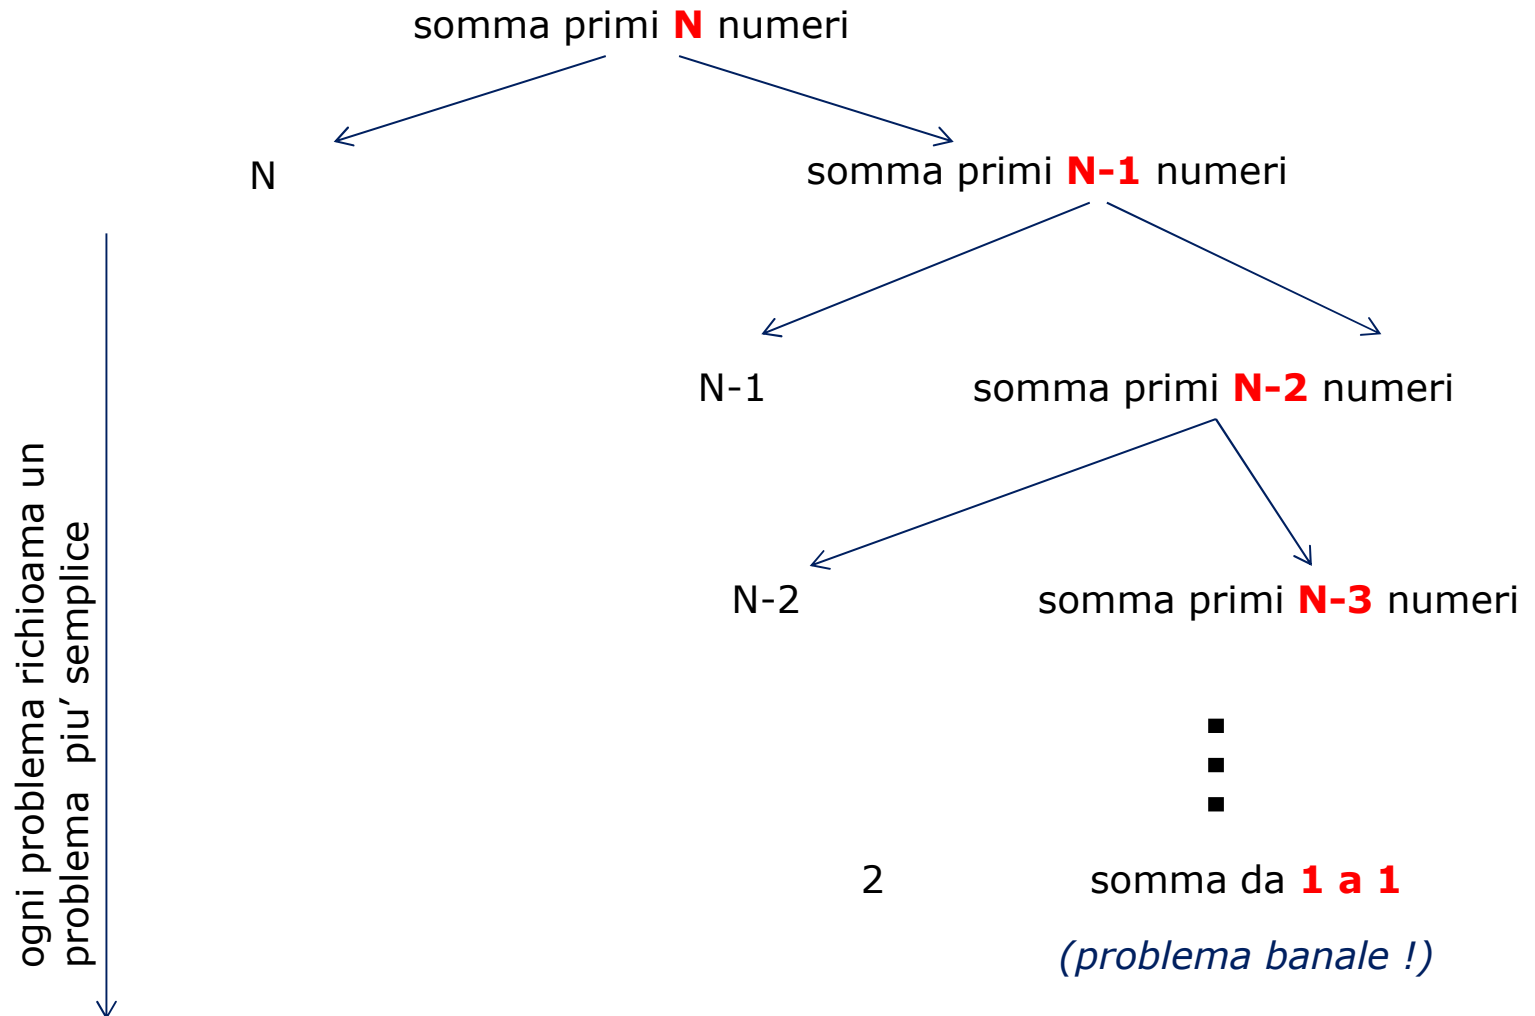 somma primi N numeri
N
somma primi N-1 numeri
N-1
somma primi N-2 numeri
N-2
somma primi N-3 numeri
2
somma da 1 a 1
(problema banale !)
ogni problema richioama un
problema piu’ semplice